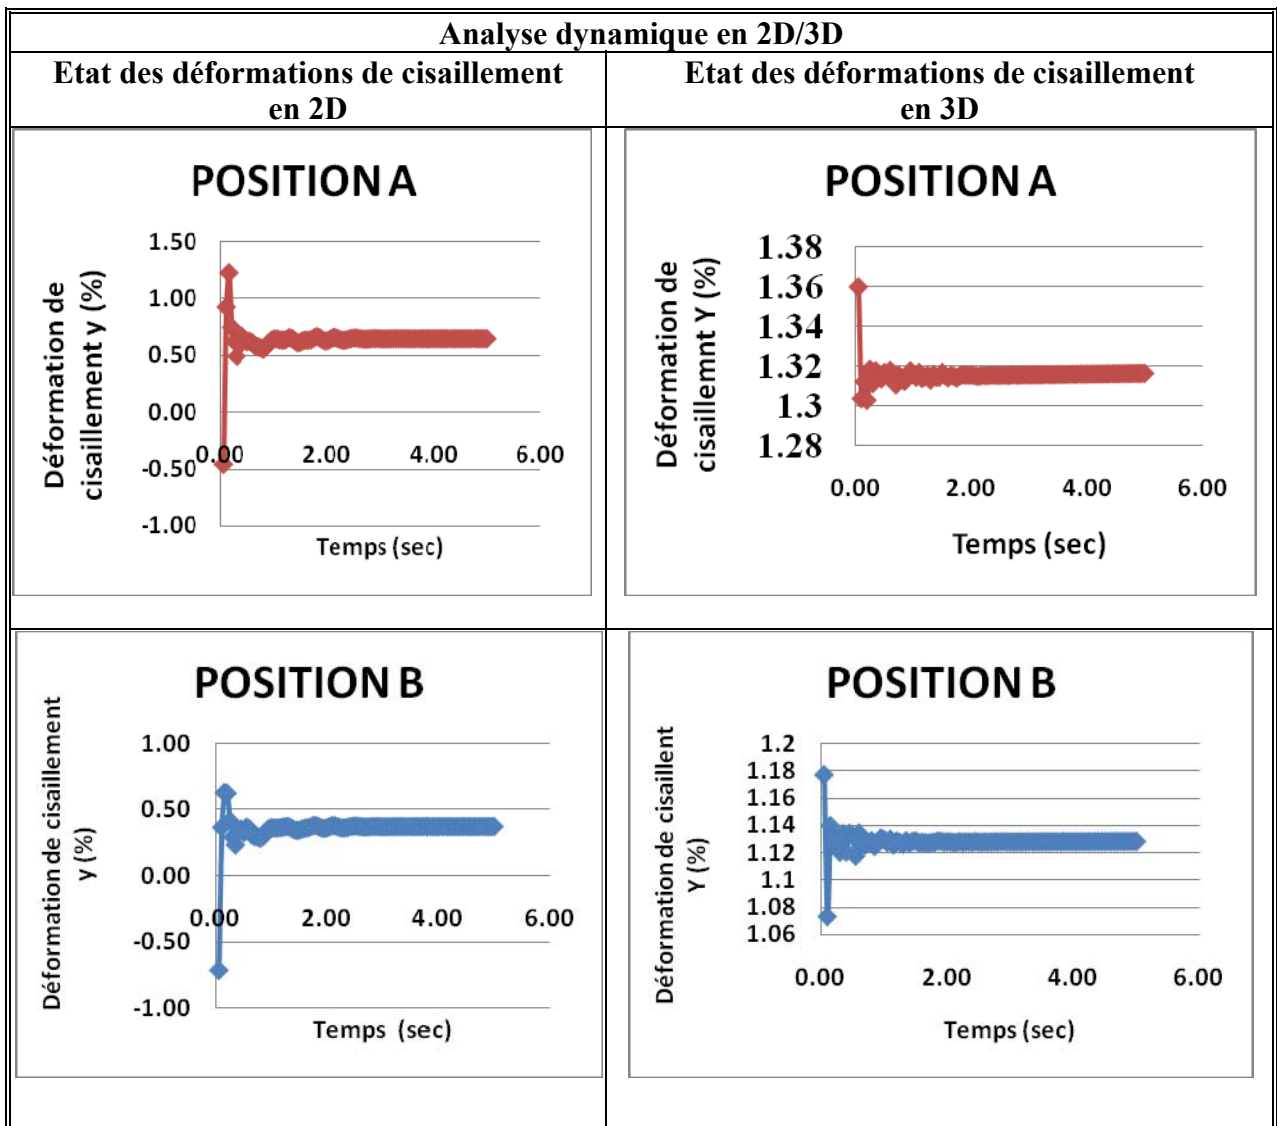 Analyse dynamique en 2D/3D
Etat des déformations de cisaillement
en 2D
Etat des déformations de cisaillement
en 3D
POSITION A
Déformation de
cisaillement y (%)
1.50
1.00
0.50
0.00
-0.50
-1.00
0.00 2.00 4.00 6.00
Temps (sec)
POSITION A
Déformation de
cisaillemnt Y (%)
1.38
1.36
1.34
1.32
1.3
1.28
0.00 2.00 4.00 6.00
Temps (sec)
POSITION B
Déformation de cisaillement
y (%)
1.00
0.50
0.00
-0.50
-1.00
0.00 2.00 4.00 6.00
Temps (sec)
POSITION B
Déformation de cisaillent
Y (%)
1.2
1.18
1.16
1.14
1.12
1.1
1.08
1.06
0.00 2.00 4.00 6.00
Temps (sec)